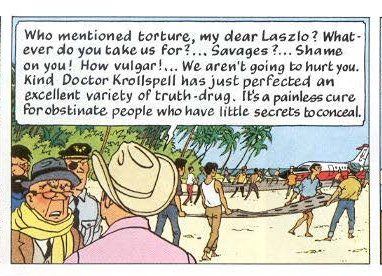 Who mentioned torture, my dear Laszlo? What-
ever do you take us for?... Savages?... Shame
on you! How vulgar!... We aren't going to hurt you.
Kind Doctor Krollspell has just perfected an
excellent variety of truth-drug. It's a painless cure
for obstinate people who have little secrets to conceal.